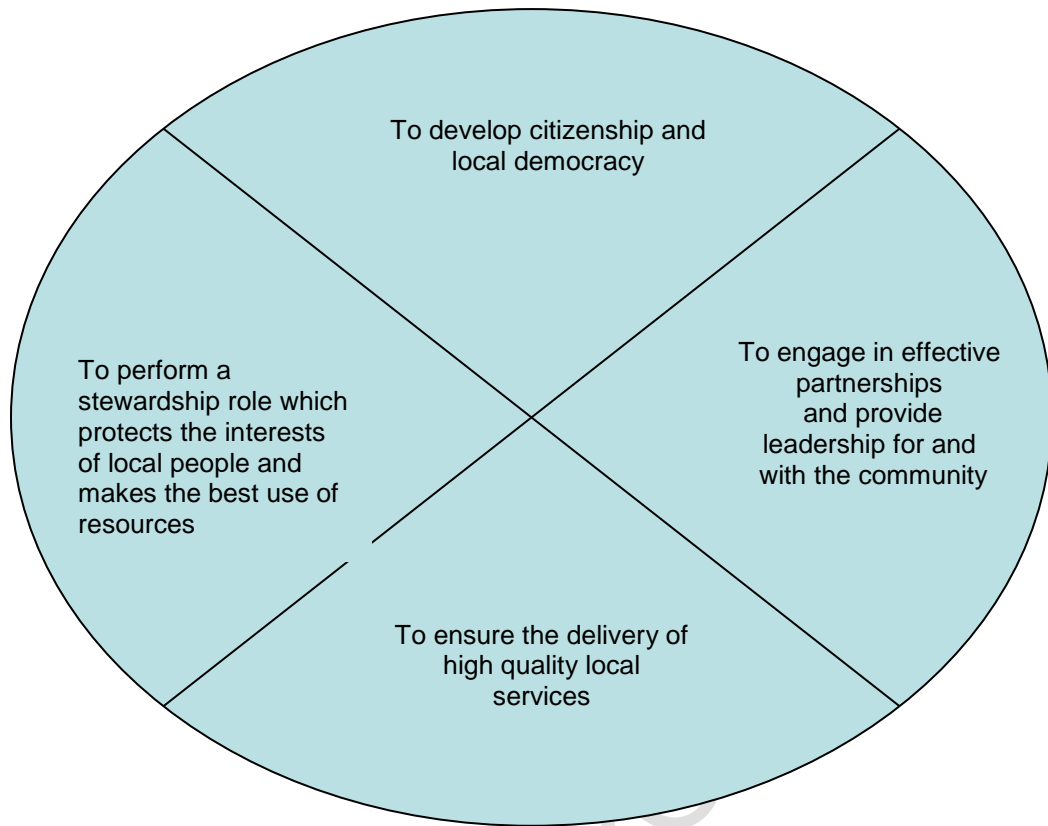 To develop citizenship and
local democracy
To perform a
stewardship role which
protects the interests
of local people and
makes the best use of
resources
To engage in effective
partnerships
and provide
leadership for and
with the community
To ensure the delivery of
high quality local
services